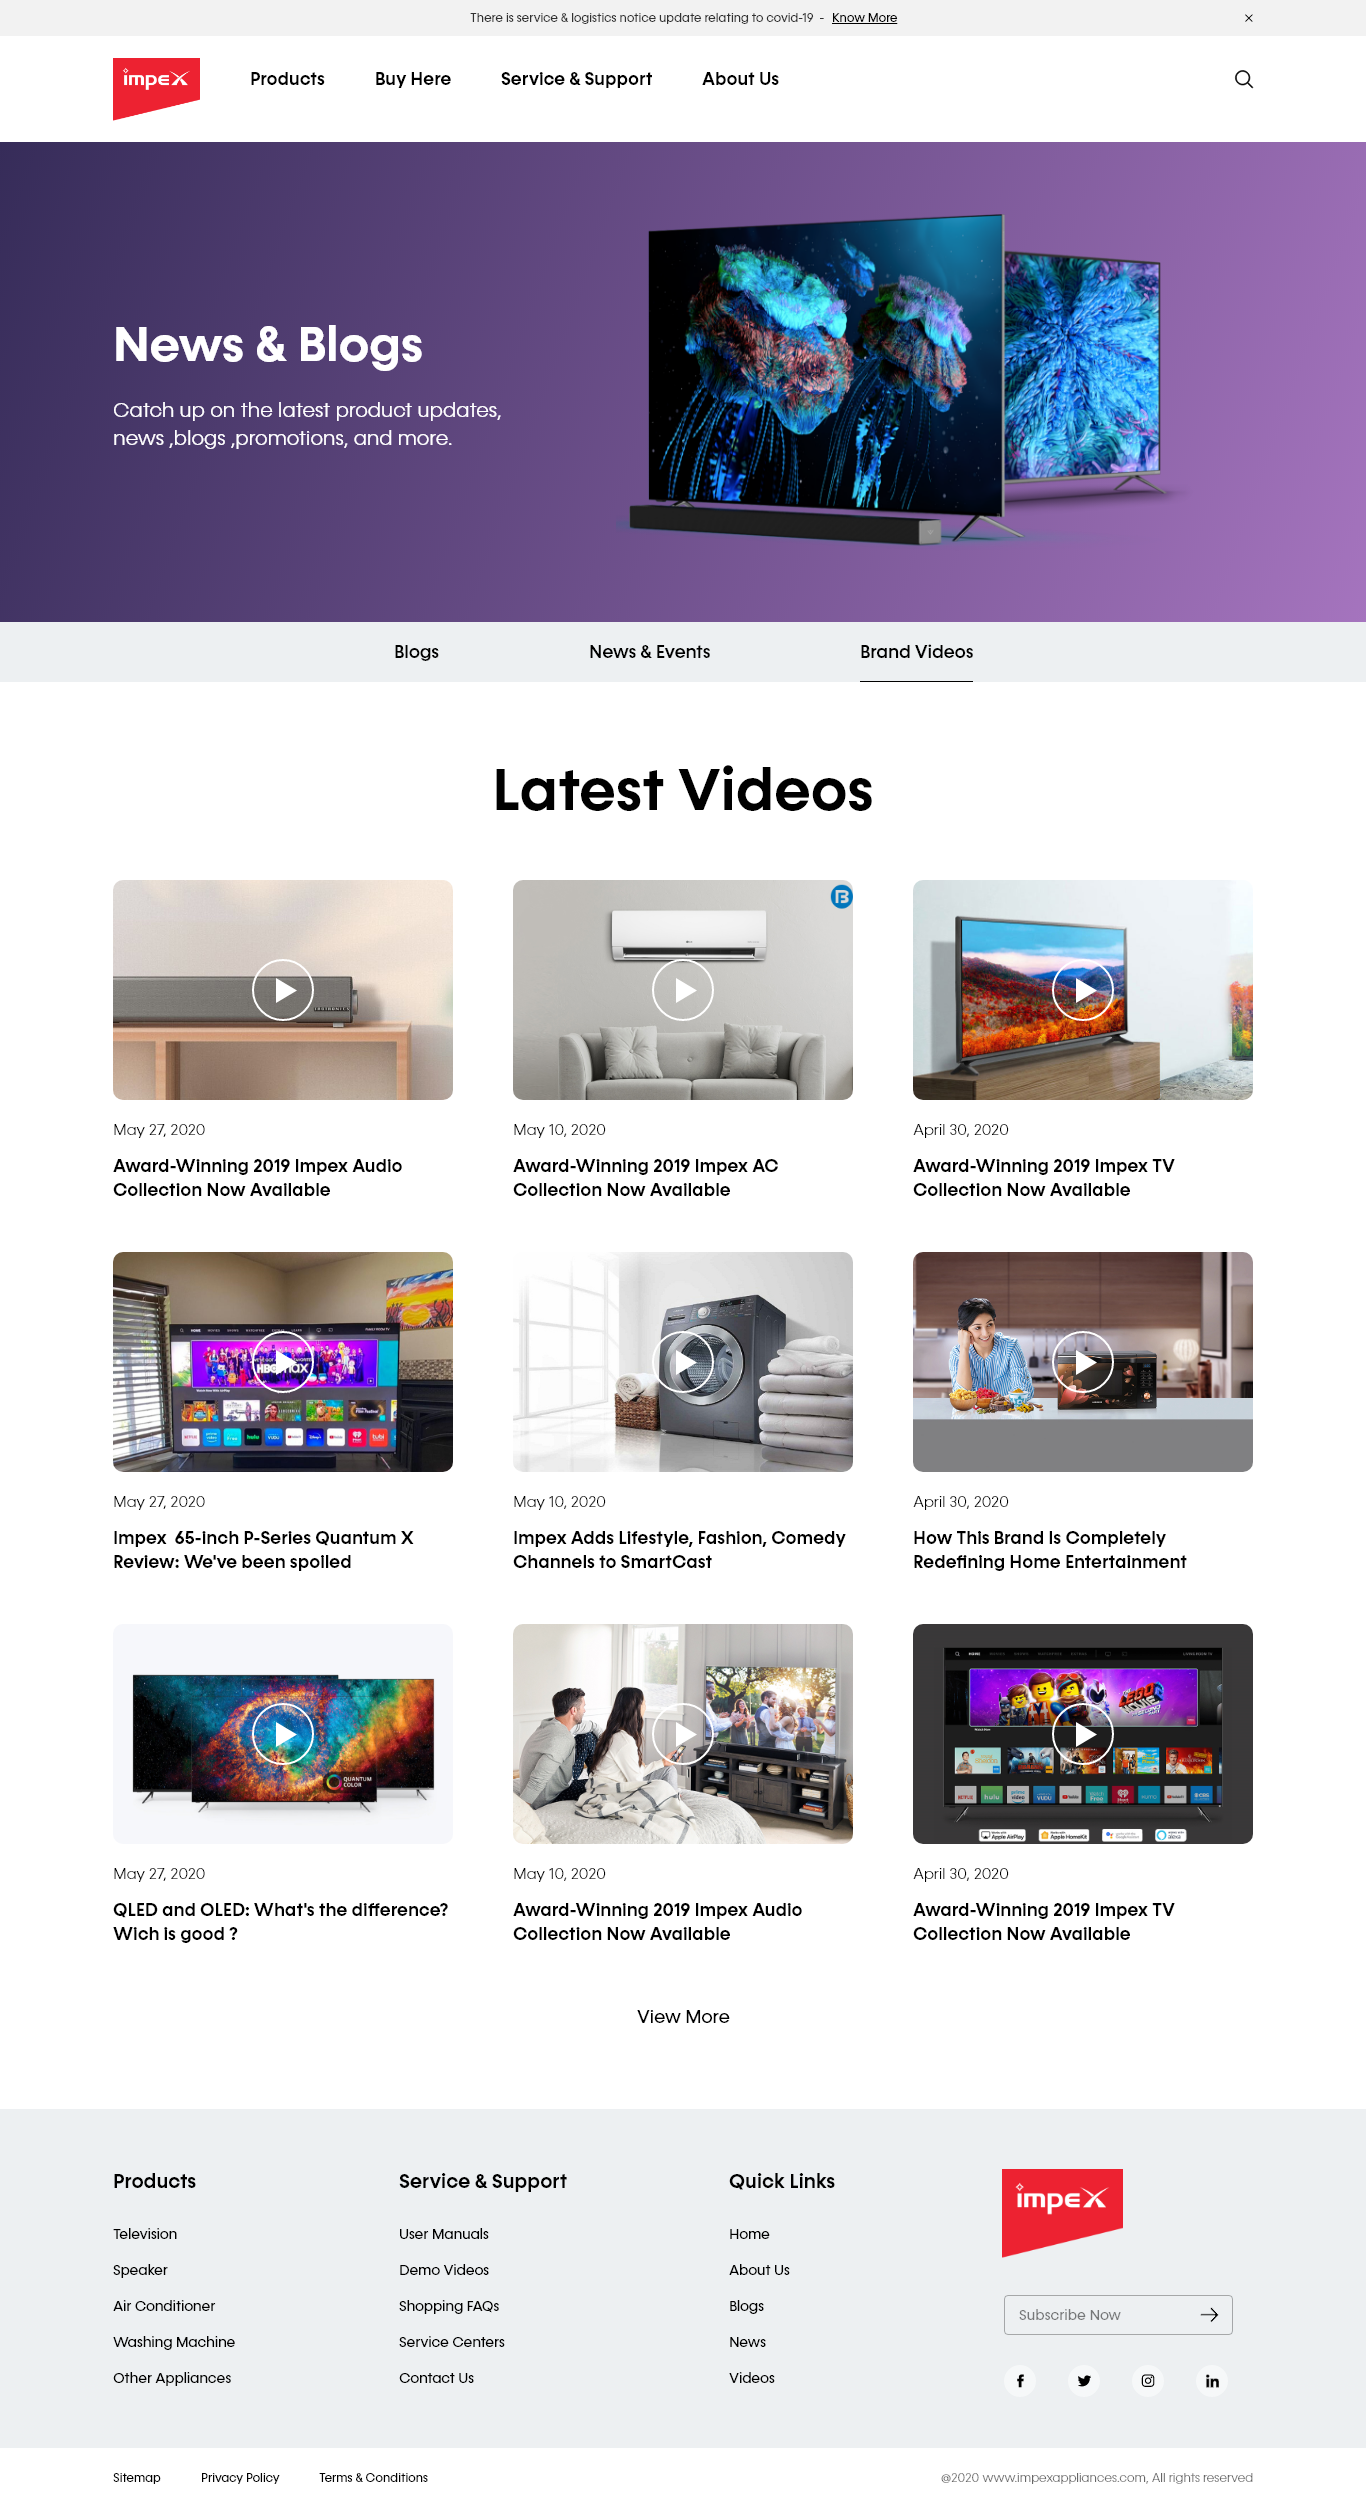 There is service & logistics notice update relating to covid-19 - Know More
impex
Products
Buy Here
Service & Support
About Us
News & Blogs
Catch up on the latest product updates,
news ,blogs ,promotions, and more.
Blogs
News & Events
Brand Videos
Latest Videos
May 27, 2020
Award-Winning 2019 Impex Audio
Collection Now Available
May 10, 2020
Award-Winning 2019 Impex AC
Collection Now Available
April 30, 2020
Award-Winning 2019 Impex TV
Collection Now Available
May 27, 2020
Impex 65-inch P-Series Quantum X
Review: We've been spoiled
May 10, 2020
Impex Adds Lifestyle, Fashion, Comedy
Channels to SmartCast
April 30, 2020
How This Brand Is Completely
Redefining Home Entertainment
QUANTUM
COLOR
hulu
Apple AirPlay
Apple HomeKit
May 27, 2020
QLED and OLED: What's the difference?
Wich is good ?
May 10, 2020
Award-Winning 2019 Impex Audio
Collection Now Available
April 30, 2020
Award-Winning 2019 Impex TV
Collection Now Available
View More
Products
Television
Speaker
Air Conditioner
Washing Machine
Other Appliances
Service & Support
User Manuals
Demo Videos
Shopping FAQs
Service Centers
Contact Us
Quick Links
Home
About Us
Blogs
News
Videos
impex
Subscribe Now
Sitemap
Privacy Policy
Terms & Conditions
@2020 www.impexappliances.com, All rights reserved